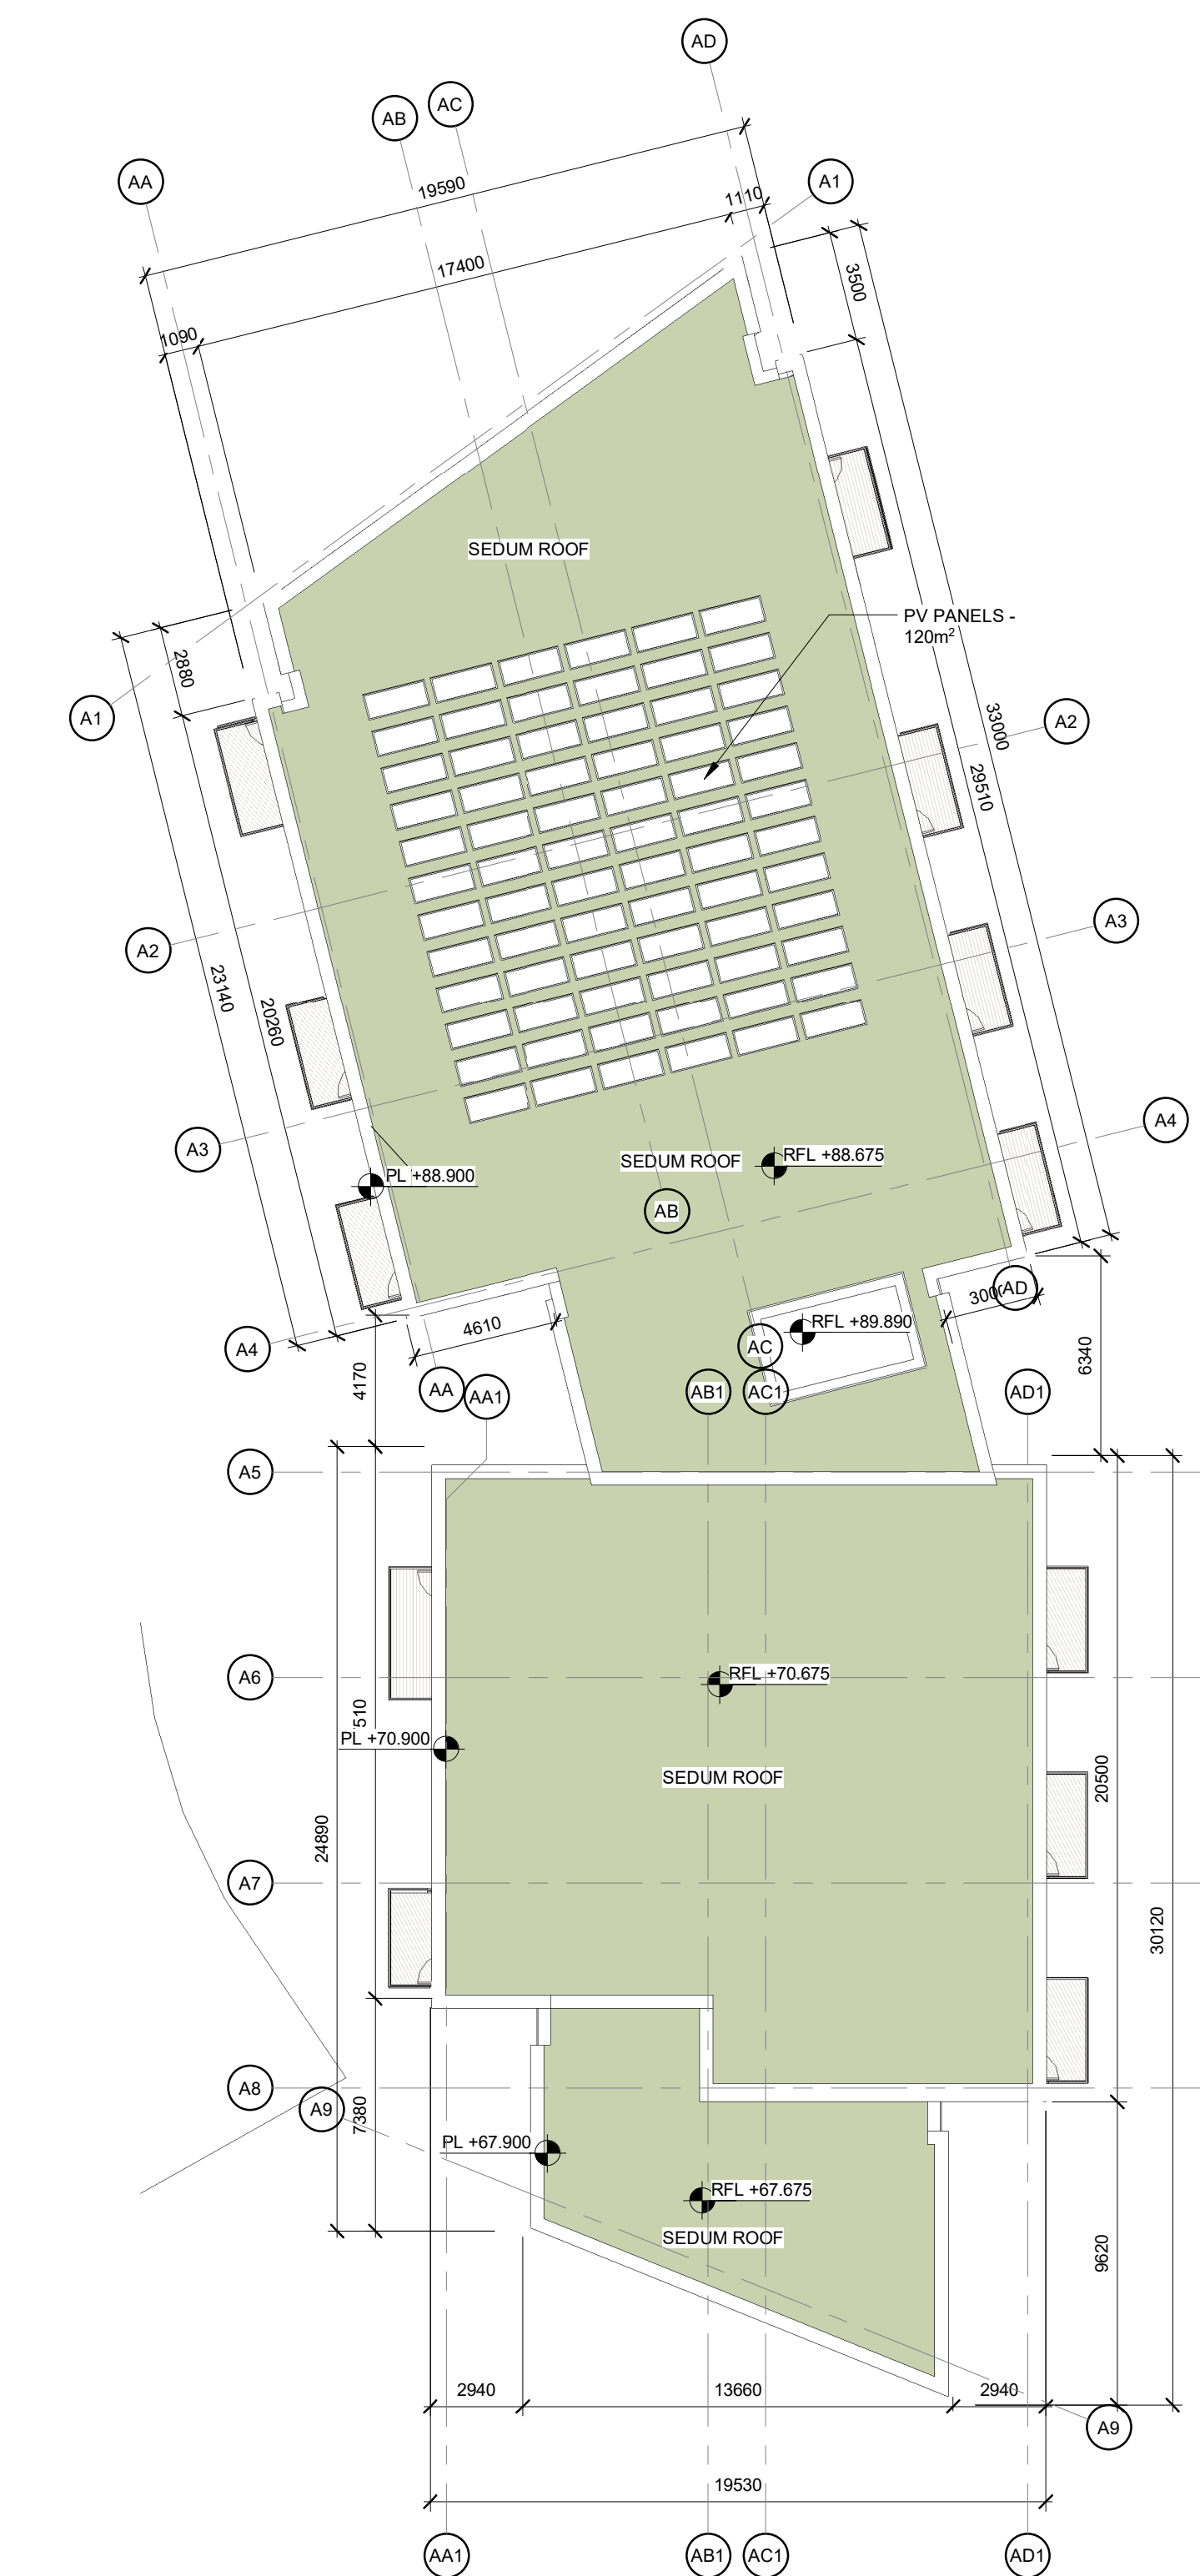 AD
AC
AB
AA
A1
19590
1110
17400
1090
3500
SEDUM ROOF
PV PANELS -
120m²
2880
A1
A2
33000
29510
A2
A3
23140
20260
A3
A4
SEDUM ROOF
RFL +88.675
PL +88.900
AB
AD
RFL +89.890
4610
A4
AC
6340
4170
AA
AA1
AB1
AC1
AD1
A5
A6
RFL +70.675
510
PL +70.900
SEDUM ROOF
20500
24890
A7
30120
A8
A9
7380
PL +67.900
RFL +67.675
SEDUM ROOF
9620
2940
13660
2940
A9
19530
AA1
AB1
AC1
AD1